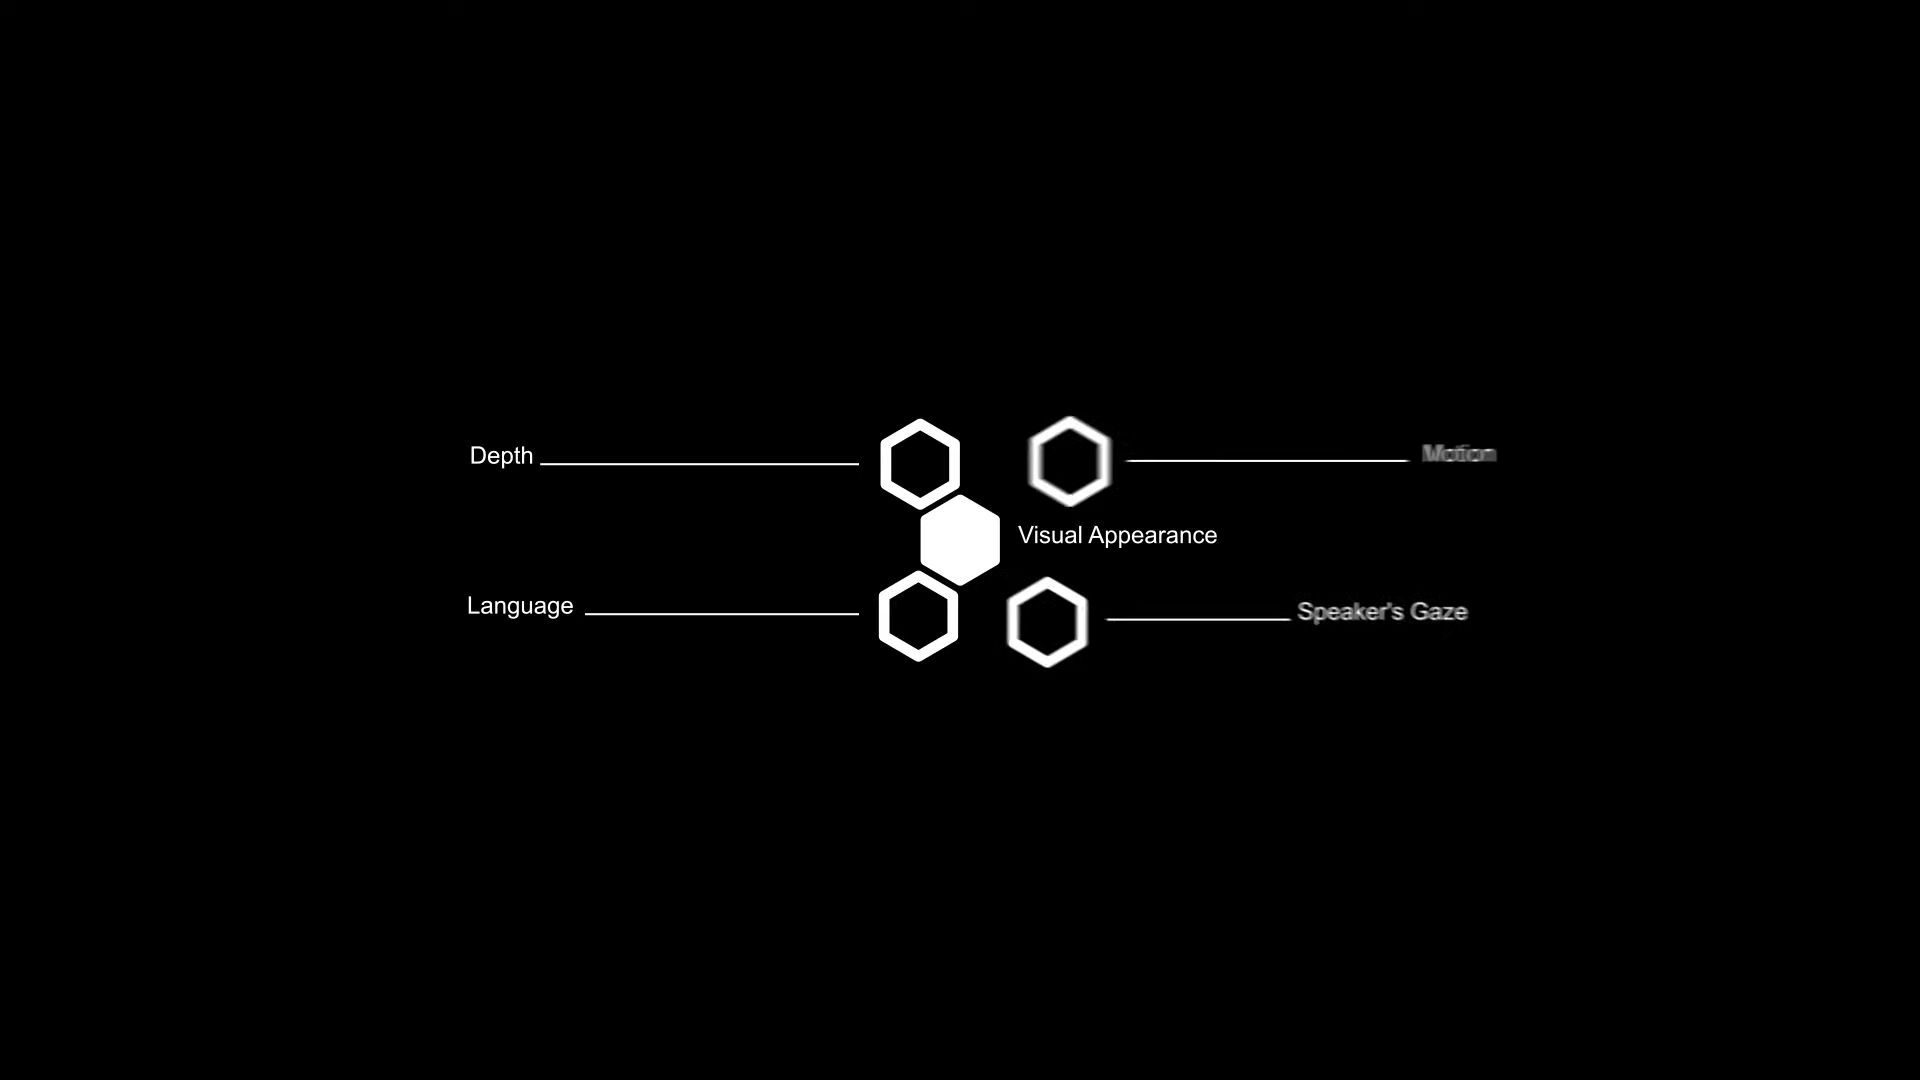 Depth
Motion
Visual Appearance
Language
Speaker's Gaze